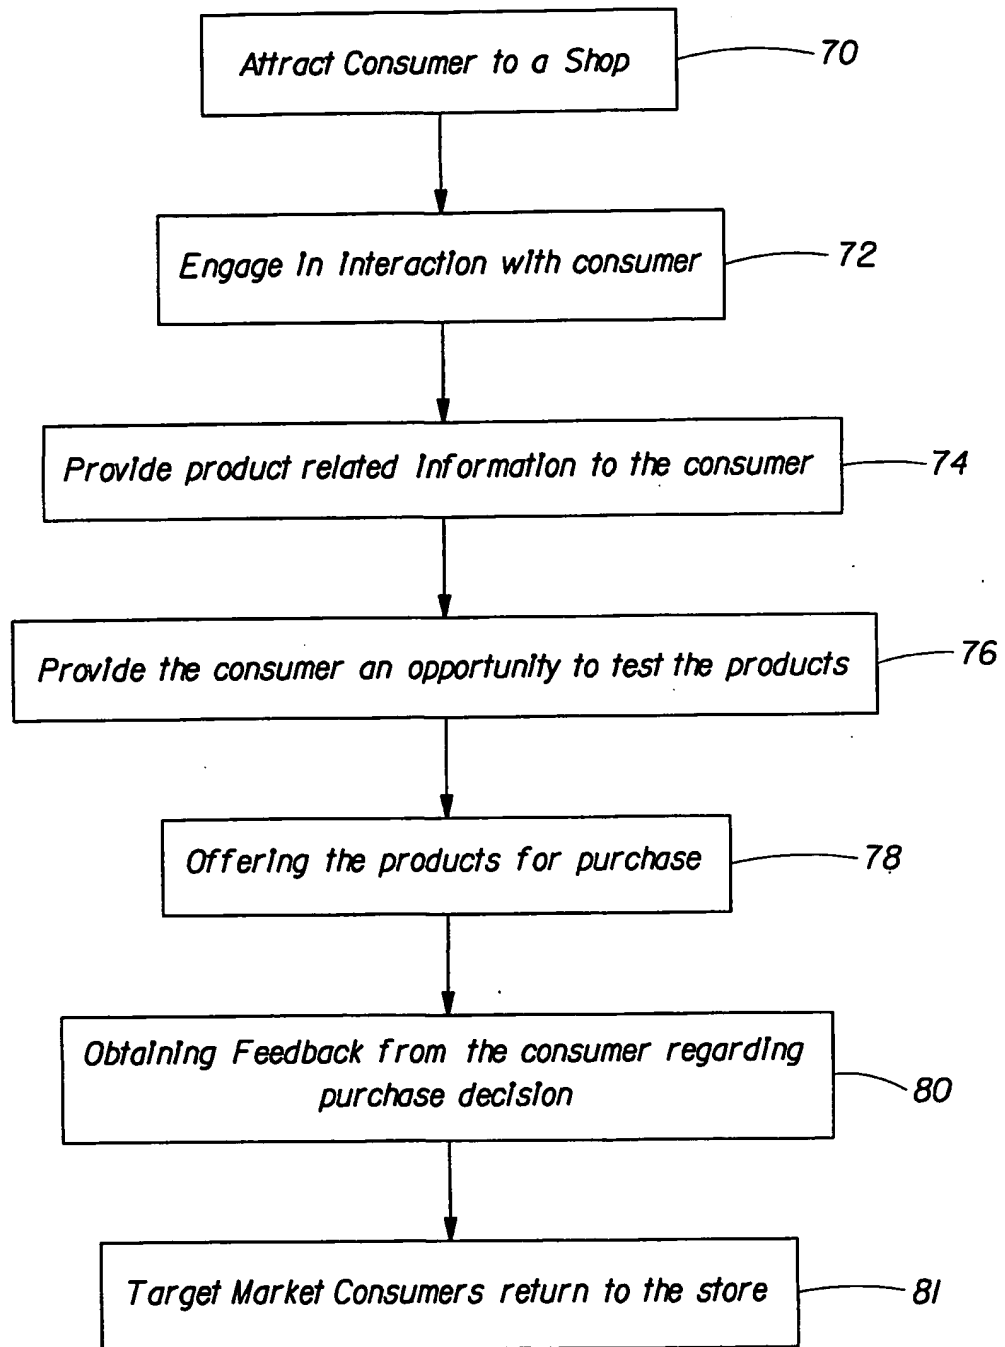 Attract Consumer to a Shop
70
Engage in interaction with consumer
72
Provide product related information to the consumer
74
Provide the consumer an opportunity to test the products
76
Offering the products for purchase
78
Obtaining Feedback from the consumer regarding
purchase decision
80
Target Market Consumers return to the store
81